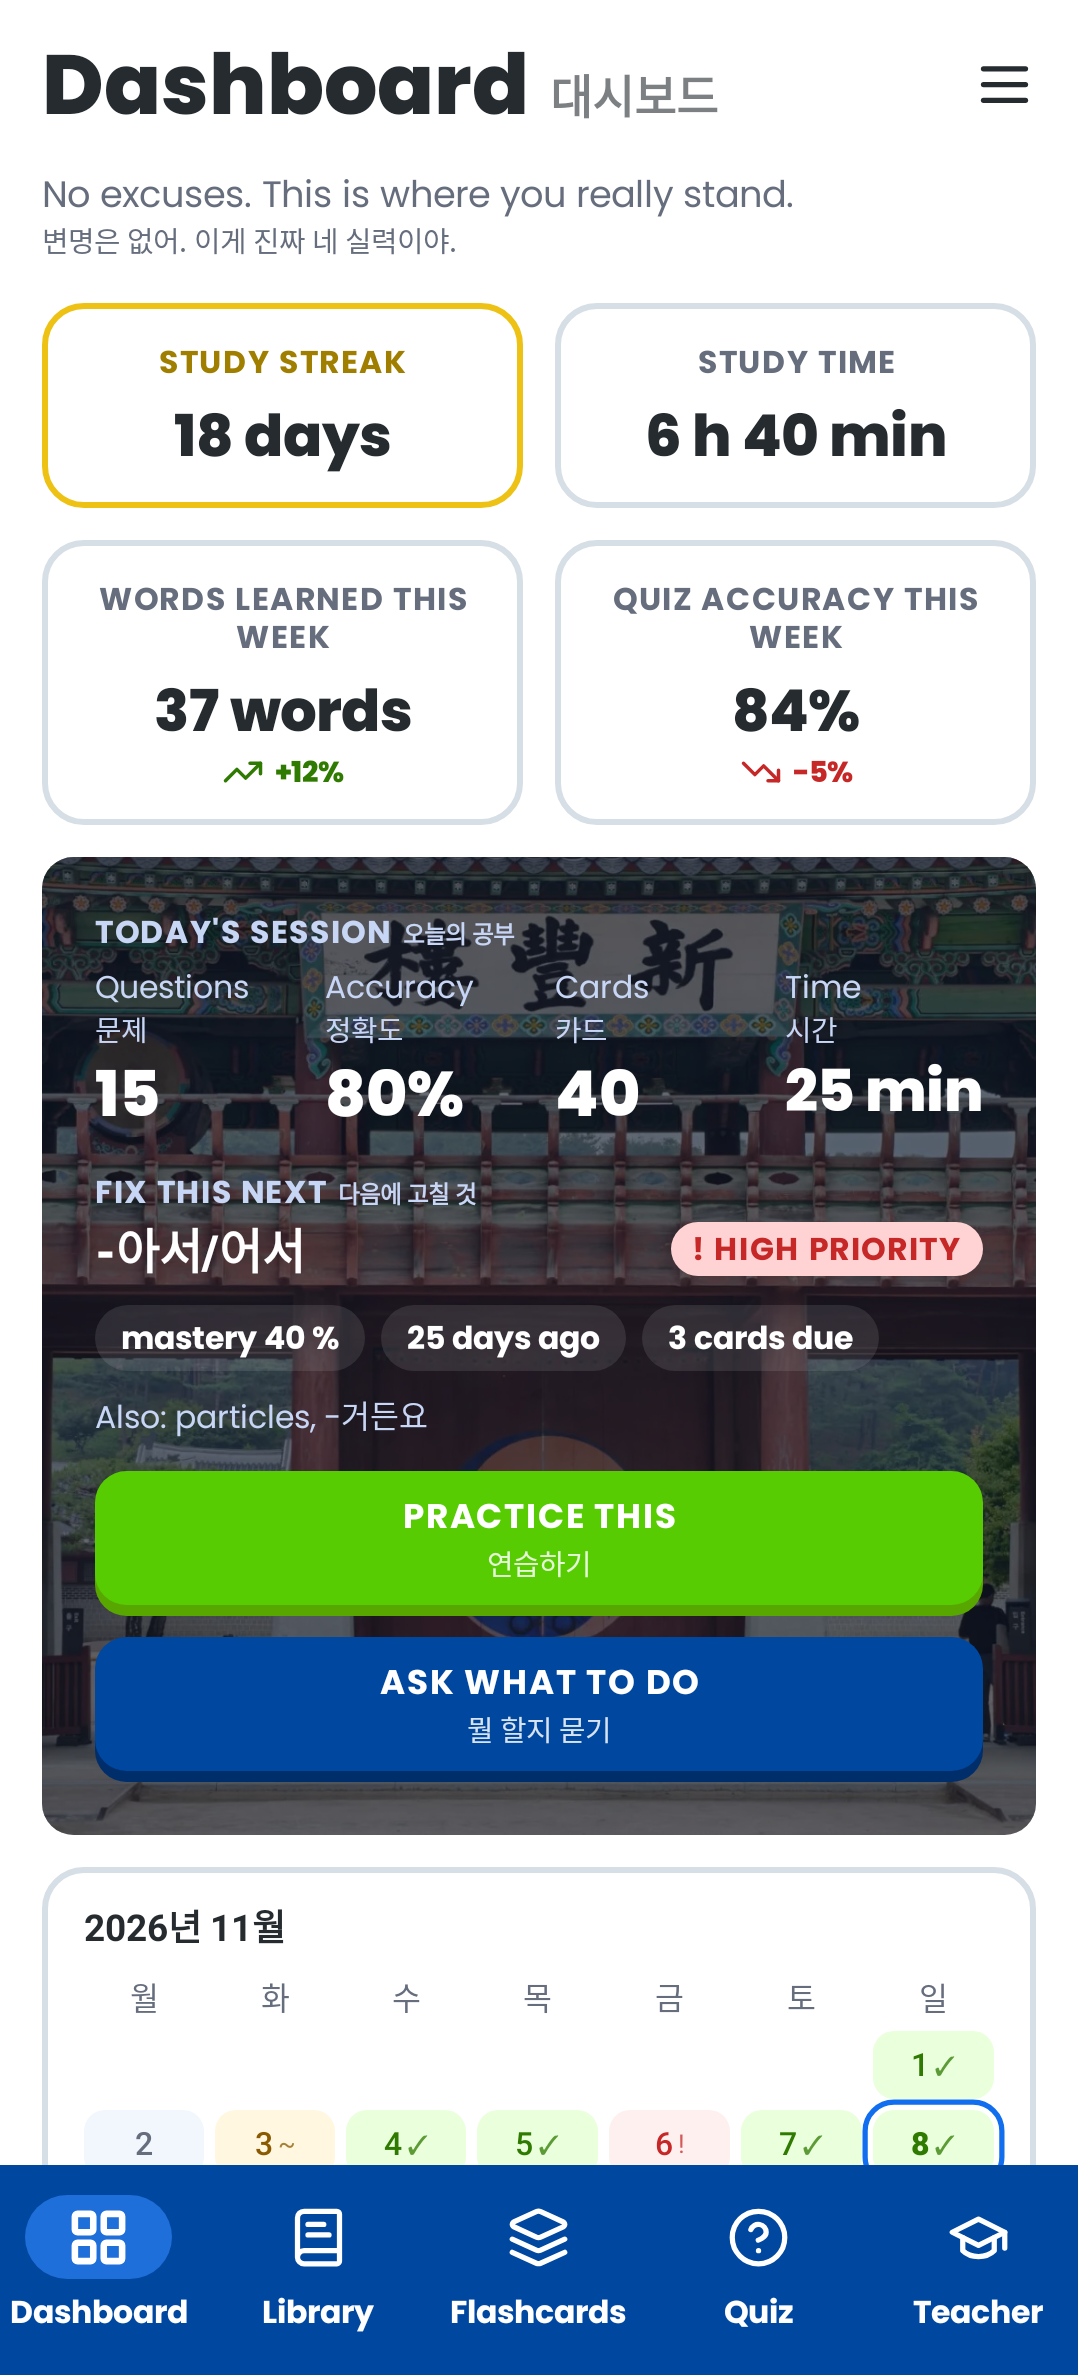 Dashboard 대시보드
No excuses. This is where you really stand.
변명은 없어. 이게 진짜 네 실력이야.
STUDY STREAK
18 days
STUDY TIME
6 h 40 min
WORDS LEARNED THIS
WEEK
37 words
+12%
QUIZ ACCURACY THIS
WEEK
84%
-5%
新豐樓
TODAY'S SESSION 오늘의 공부
Questions
문제
15
Accuracy
정확도
80%
Cards
카드
40
Time
시간
25 min
FIX THIS NEXT 다음에 고칠 것
-아서/어서
! HIGH PRIORITY
mastery 40 %
25 days ago
3 cards due
Also: particles, -거든요
PRACTICE THIS
연습하기
ASK WHAT TO DO
뭘 할지 묻기
2026년 11월
월 화 수 목 금 토 일
1✓
2 3~ 4✓ 5✓ 6! 7✓ 8✓
Dashboard Library Flashcards Quiz Teacher